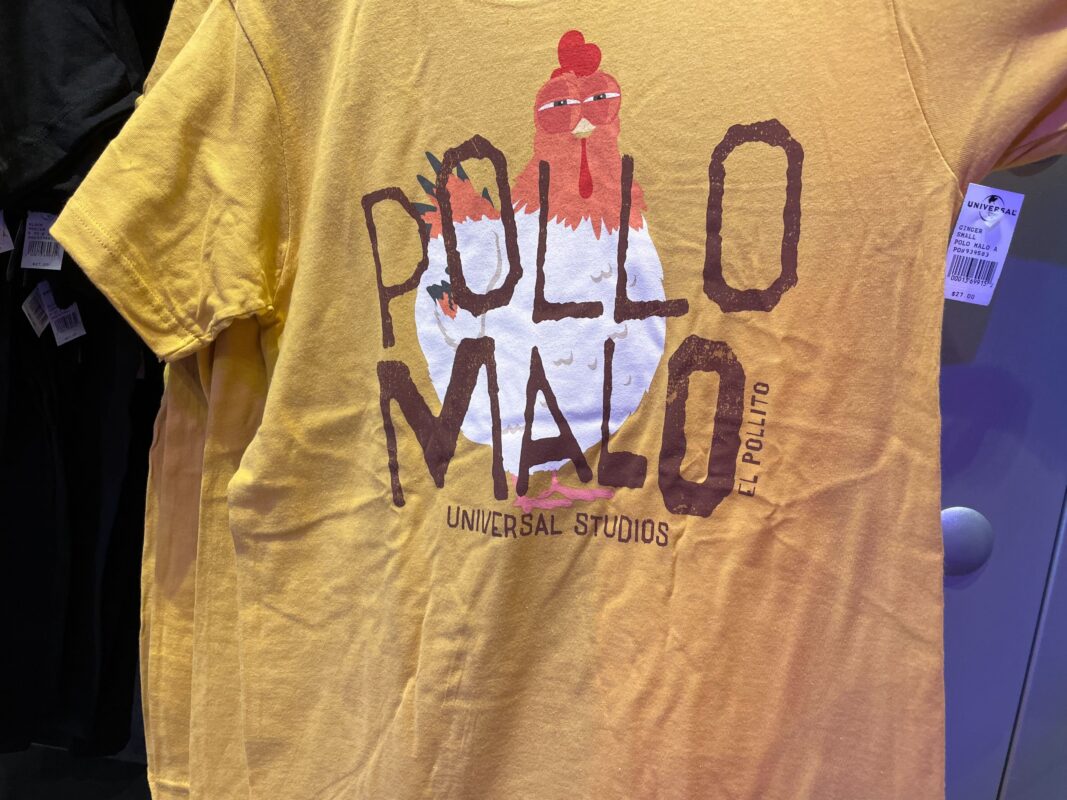 POLLO
MALO
EL POLLITO
UNIVERSAL STUDIOS
UNIVERSAL
GINGER
SMALL
POLO MALO A
$27.00